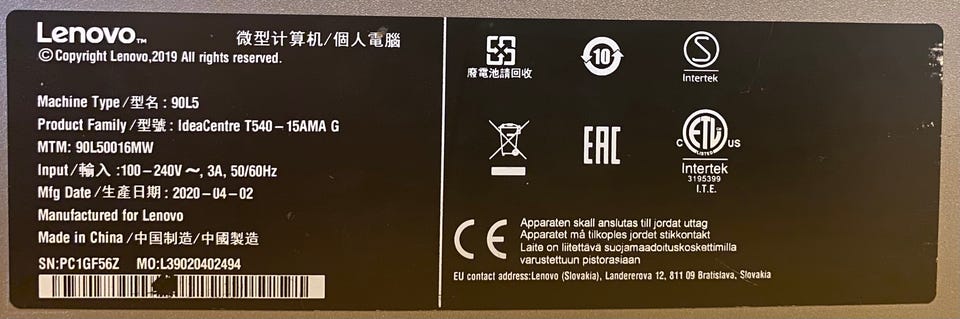 Lenovo™ 微型计算机/個人電腦
©Copyright Lenovo,2019 All rights reserved.
Machine Type/型名: 90L5
Product Family/型號: IdeaCentre T540-15AMA G
MTM: 90L50016MW
Input/輸入:100-240V～, 3A, 50/60Hz
Mfg Date/生產日期: 2020-04-02
Manufactured for Lenovo
Made in China/中国制造/中國製造
SN:PC1GF56Z MO:L39020402494
廢電池請回收
10
S
Intertek
EAC
C ETL US
LISTED
Intertek
3195399
I.T.E.
CE
Apparaten skall anslutas till jordat uttag
Apparatet må tilkoples jordet stikkontakt
Laite on liitettävä suojamaadoituskoskettimilla
varustettuun pistorasiaan
EU contact address:Lenovo (Slovakia), Landererova 12, 811 09 Bratislava, Slovakia